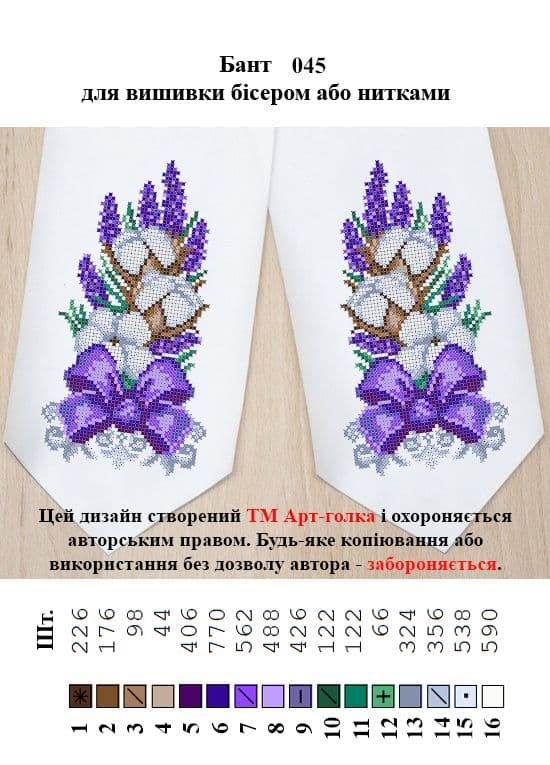 Бант 045
для вишивки бісером або нитками
Цей дизайн створений ТМ Арт-голка і охороняється
авторським правом. Будь-яке копіювання або
використання без дозволу автора - забороняється.
Шт. 226 176 98 44 406 770 562 488 426 122 122 66 324 356 538 590
1 2 3 4 5 6 7 8 9 10 11 12 13 14 15 16